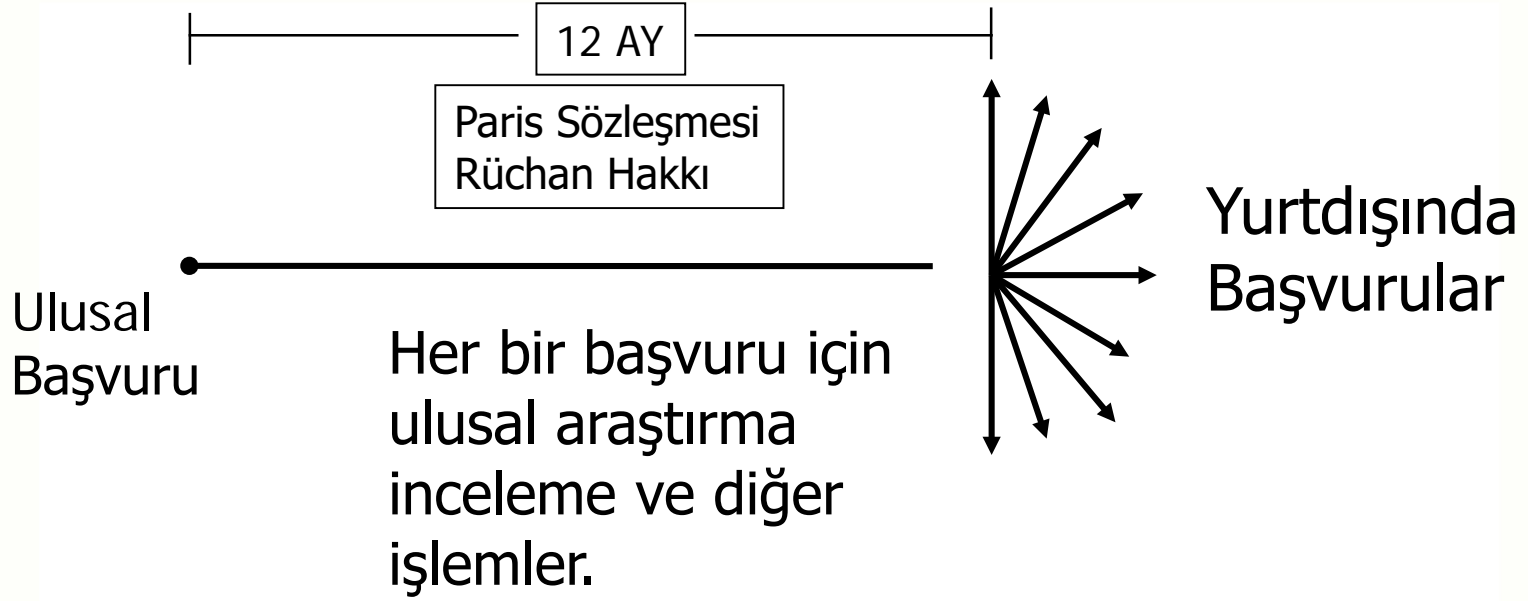 12 AY
Paris Sözleşmesi
Rüchan Hakkı
Ulusal
Başvuru
Her bir başvuru için
ulusal araştırma
inceleme ve diğer
işlemler.
Yurtdışında
Başvurular